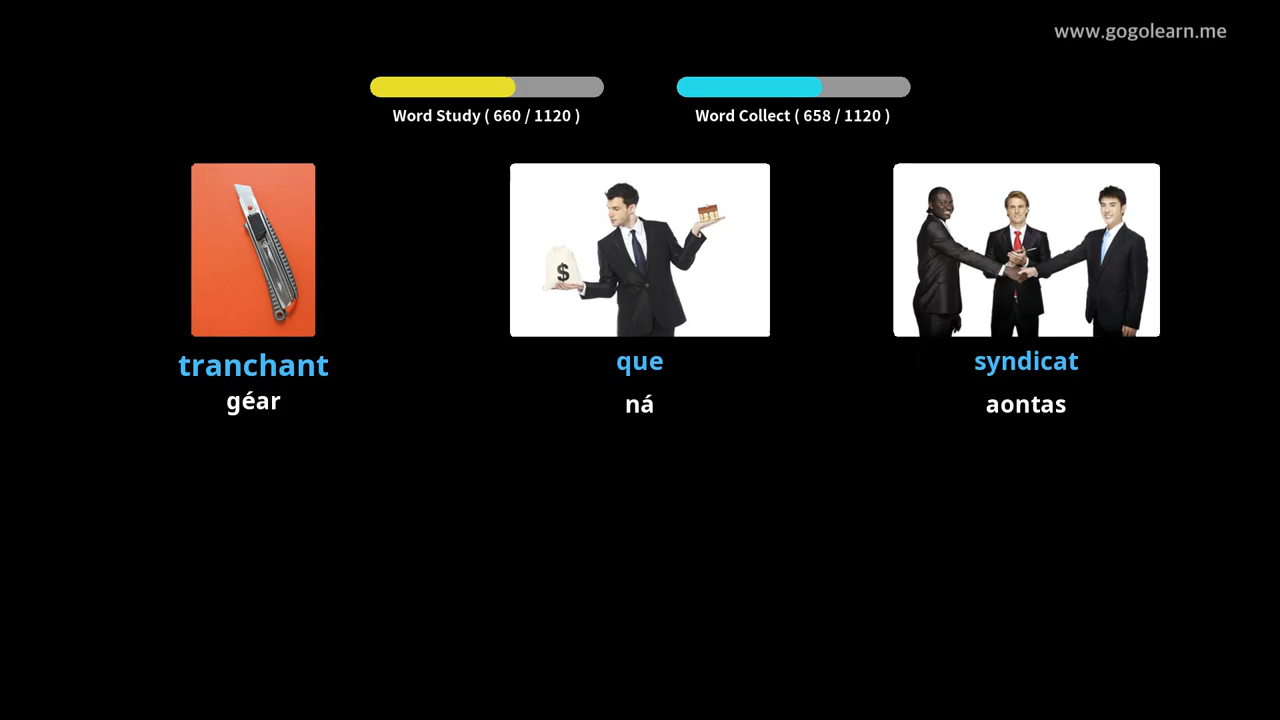 www.gogolearn.me
Word Study ( 660 / 1120 )
Word Collect ( 658 / 1120 )
$
tranchant
que
syndicat
géar
ná
aontas